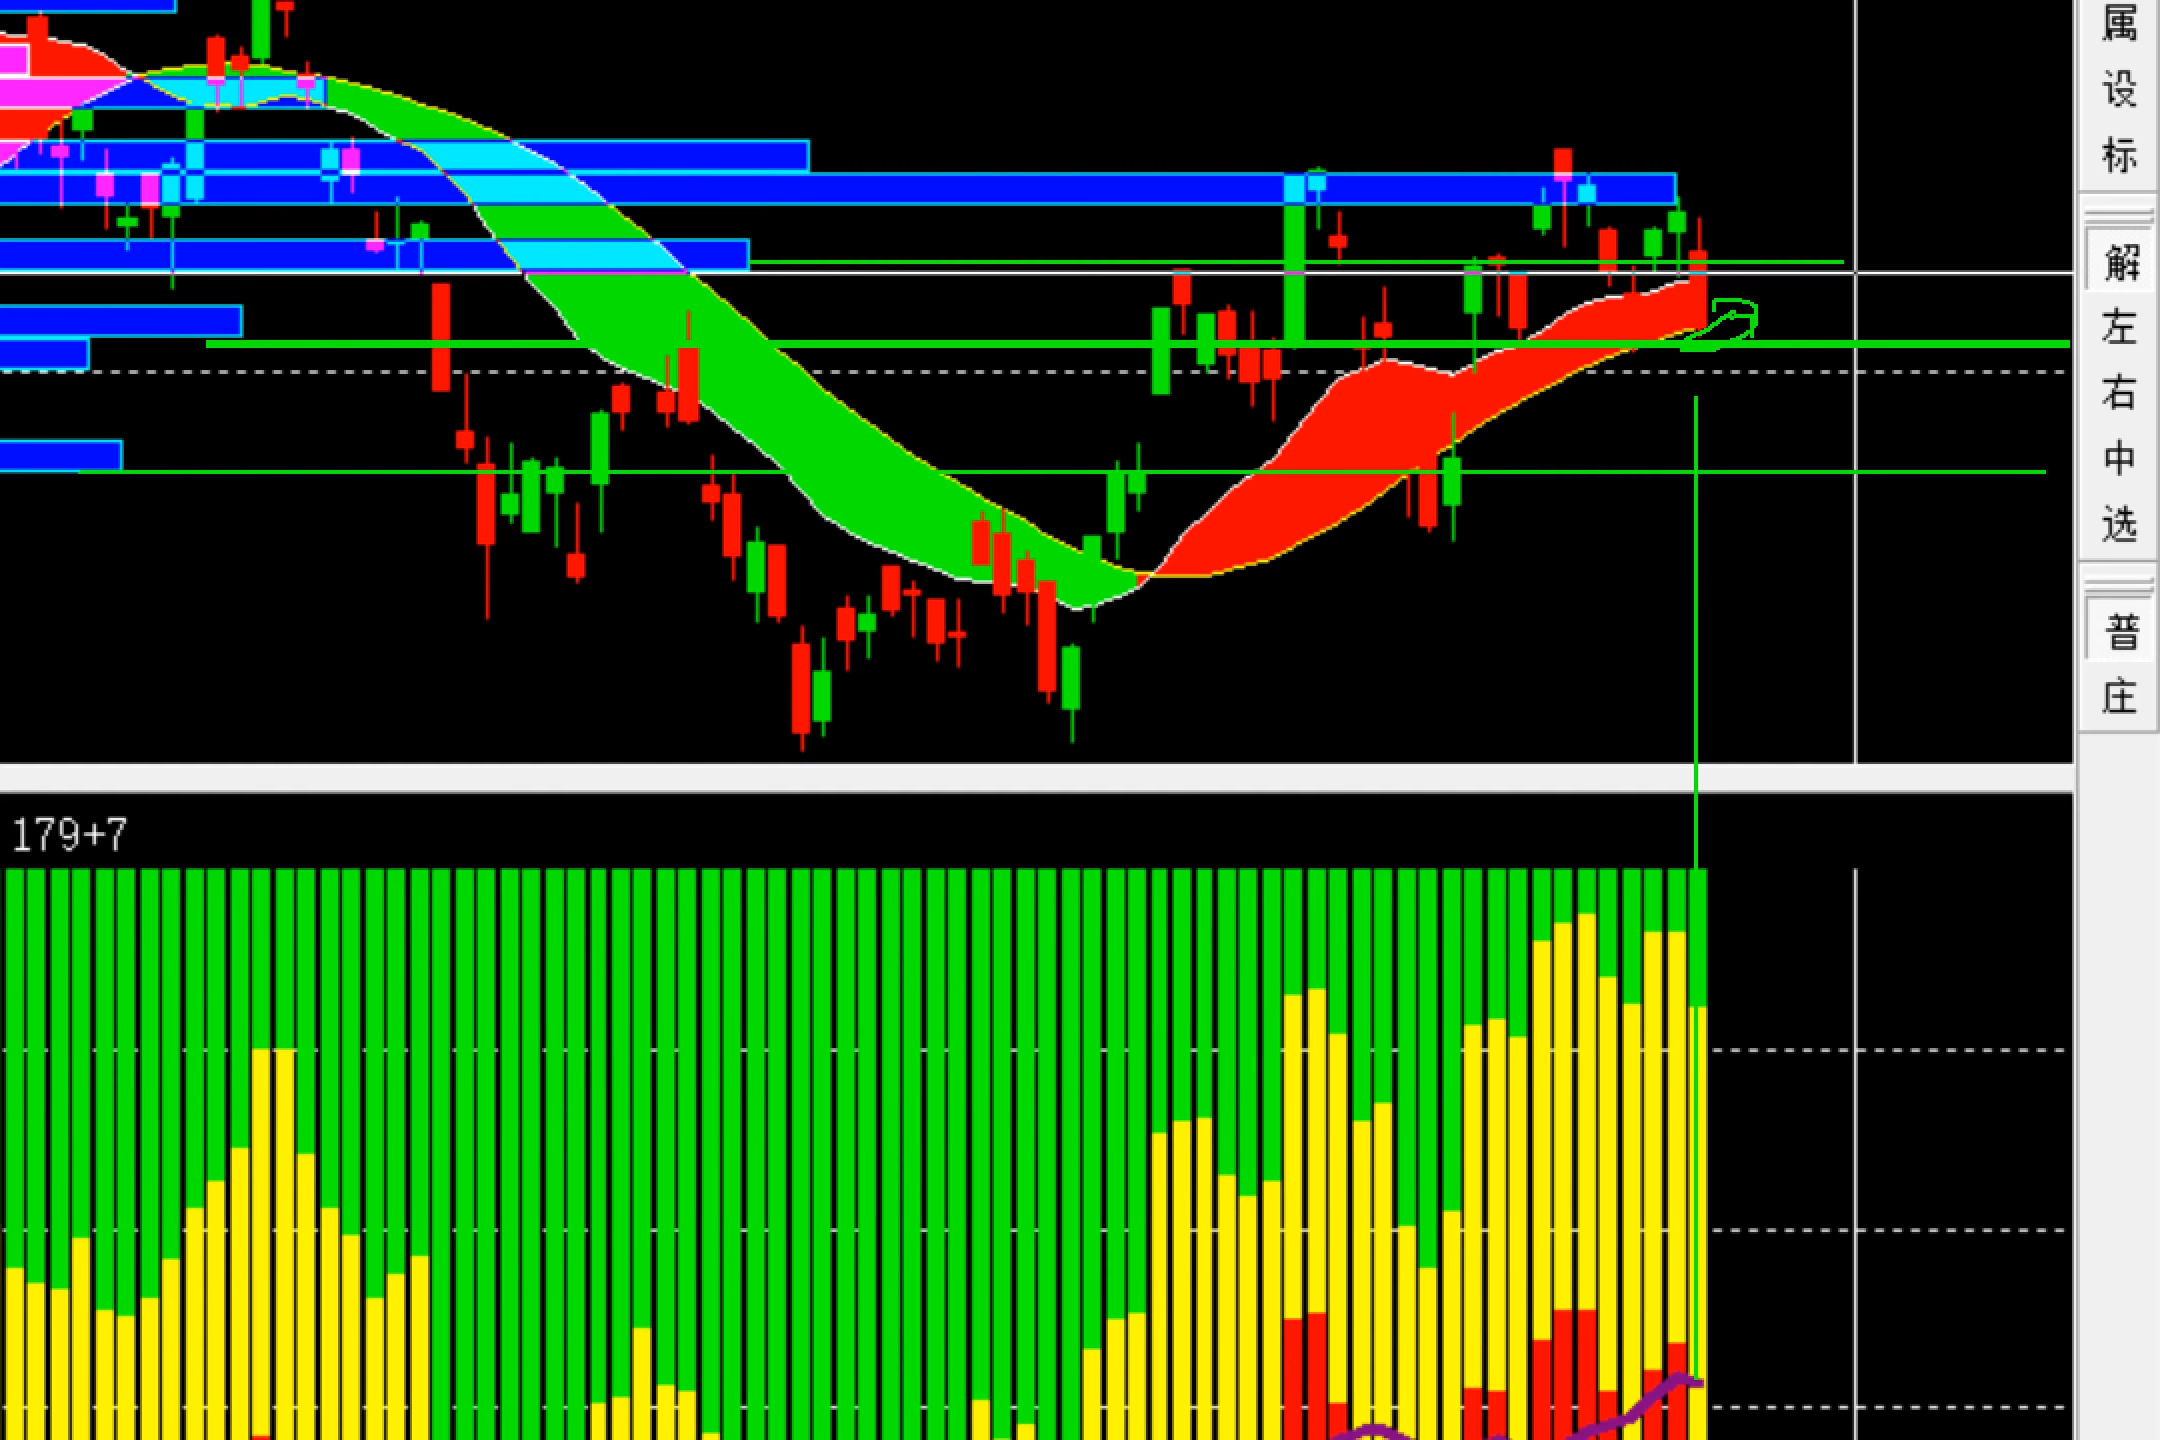 属
设
标
解
左
右
中
选
普
庄
179+7